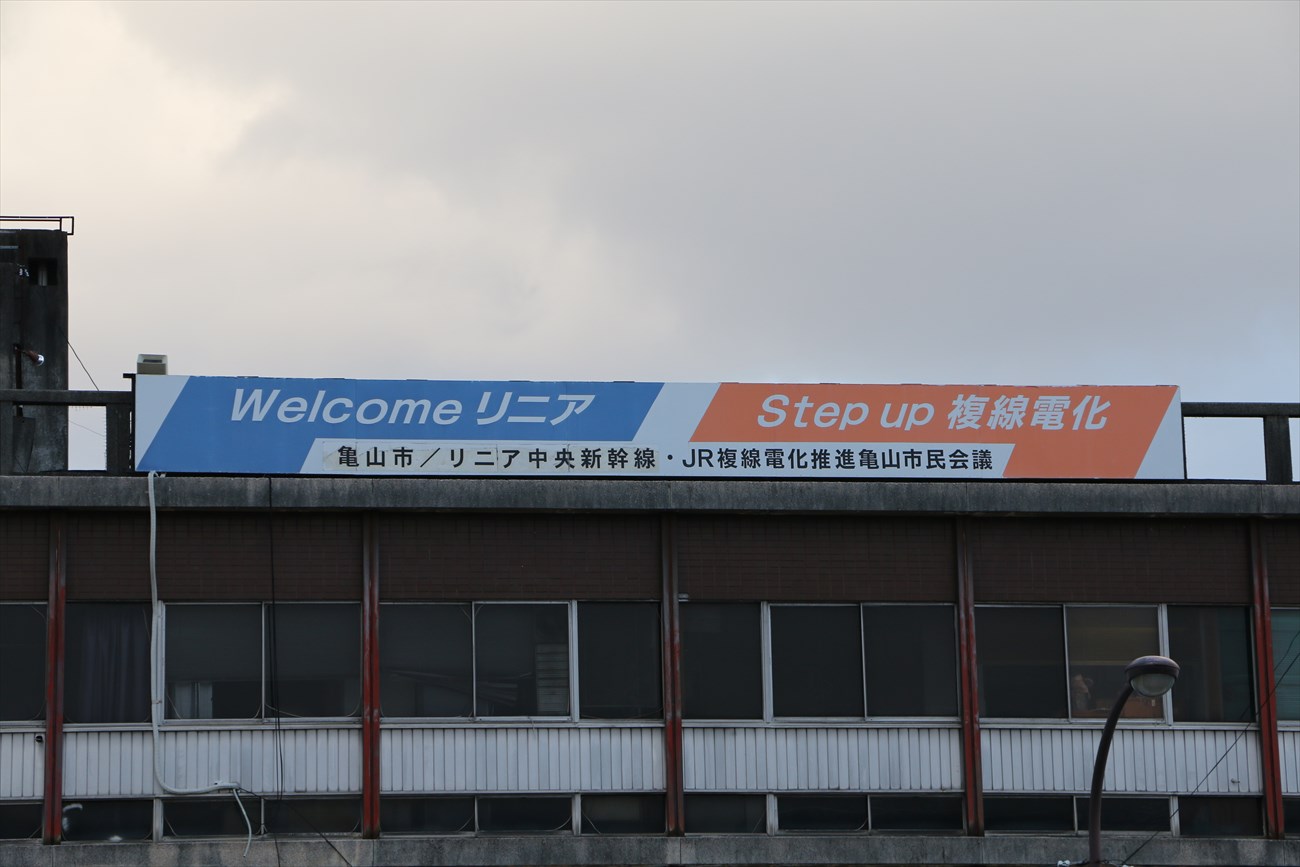 Welcome リニア
Step up 複線電化
亀山市／リニア中央新幹線・JR複線電化推進亀山市民会議